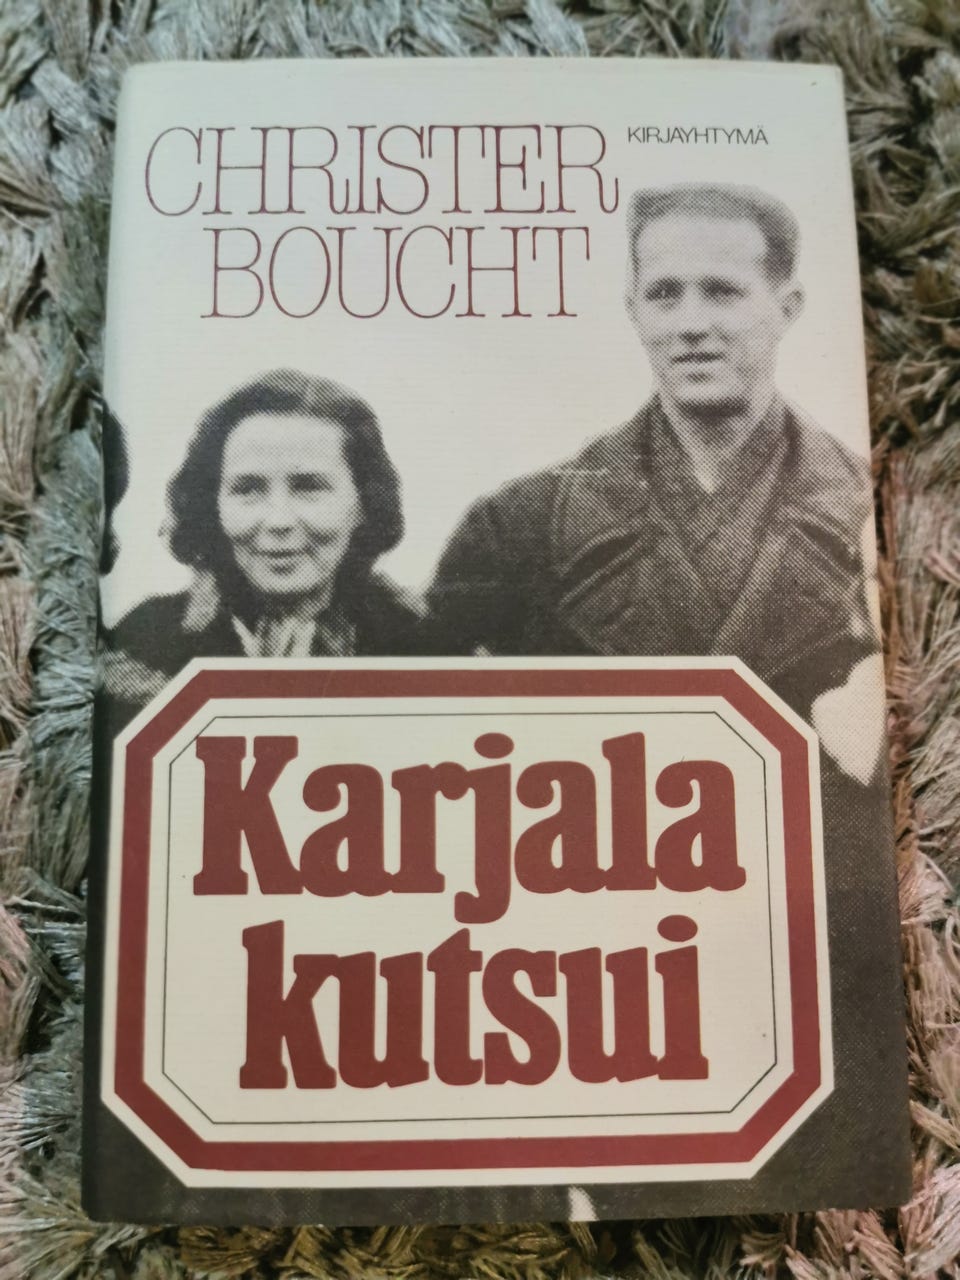 CHRISTER
BOUCHT
KIRJAYHTYMÄ
Karjala
kutsui